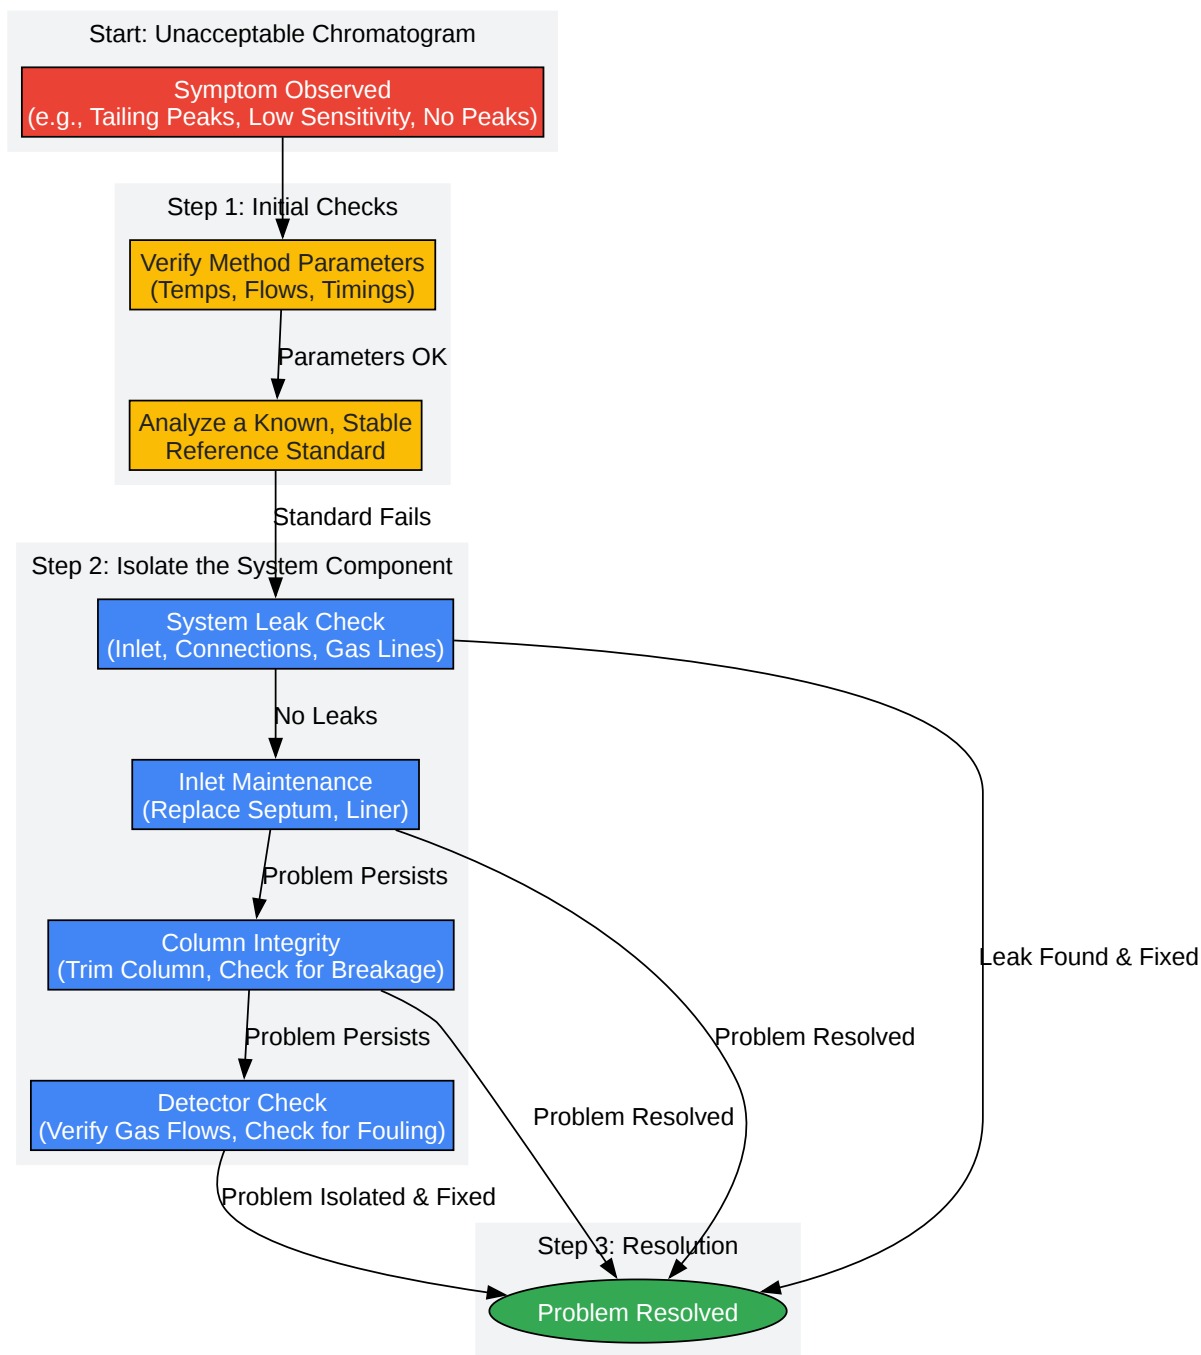 Start: Unacceptable Chromatogram
Symptom Observed
(e.g., Tailing Peaks, Low Sensitivity, No Peaks)
Step 1: Initial Checks
Verify Method Parameters
(Temps, Flows, Timings)
Parameters OK
Analyze a Known, Stable
Reference Standard
Standard Fails
Step 2: Isolate the System Component
System Leak Check
(Inlet, Connections, Gas Lines)
No Leaks
Inlet Maintenance
(Replace Septum, Liner)
Problem Persists
Column Integrity
(Trim Column, Check for Breakage)
Leak Found & Fixed
Problem Persists
Problem Resolved
Detector Check
(Verify Gas Flows, Check for Fouling)
Problem Resolved
Problem Isolated & Fixed
Step 3: Resolution
Problem Resolved